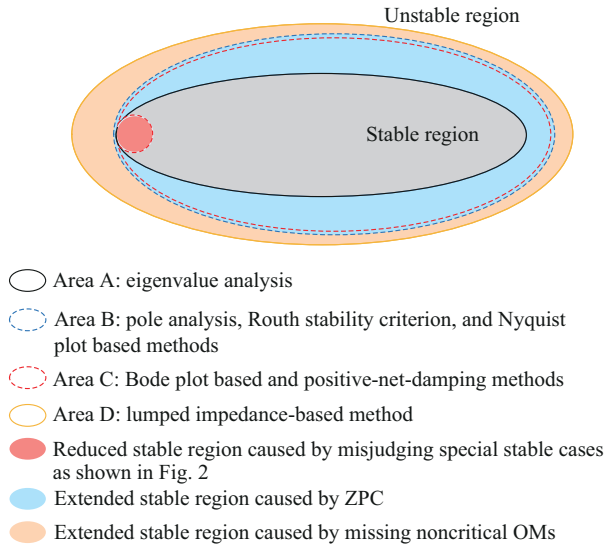 Unstable region
Stable region
Area A: eigenvalue analysis
Area B: pole analysis, Routh stability criterion, and Nyquist
plot based methods
Area C: Bode plot based and positive-net-damping methods
Area D: lumped impedance-based method
Reduced stable region caused by misjudging special stable cases
as shown in Fig. 2
Extended stable region caused by ZPC
Extended stable region caused by missing noncritical OMs